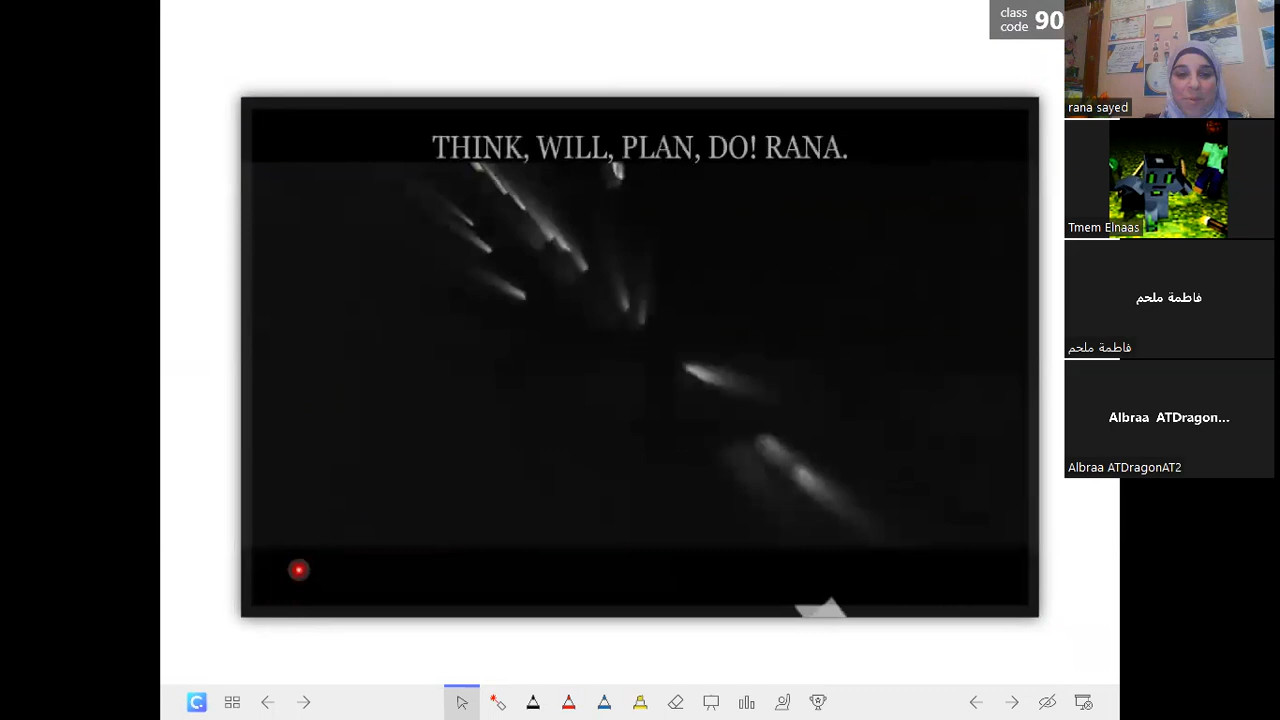 class
code 90
THINK, WILL, PLAN, DO! RANA.
rana sayed
Tmem Elnaas
فاطمة ملحم
فاطمة ملحم
Albraa ATDragon...
Albraa ATDragonAT2